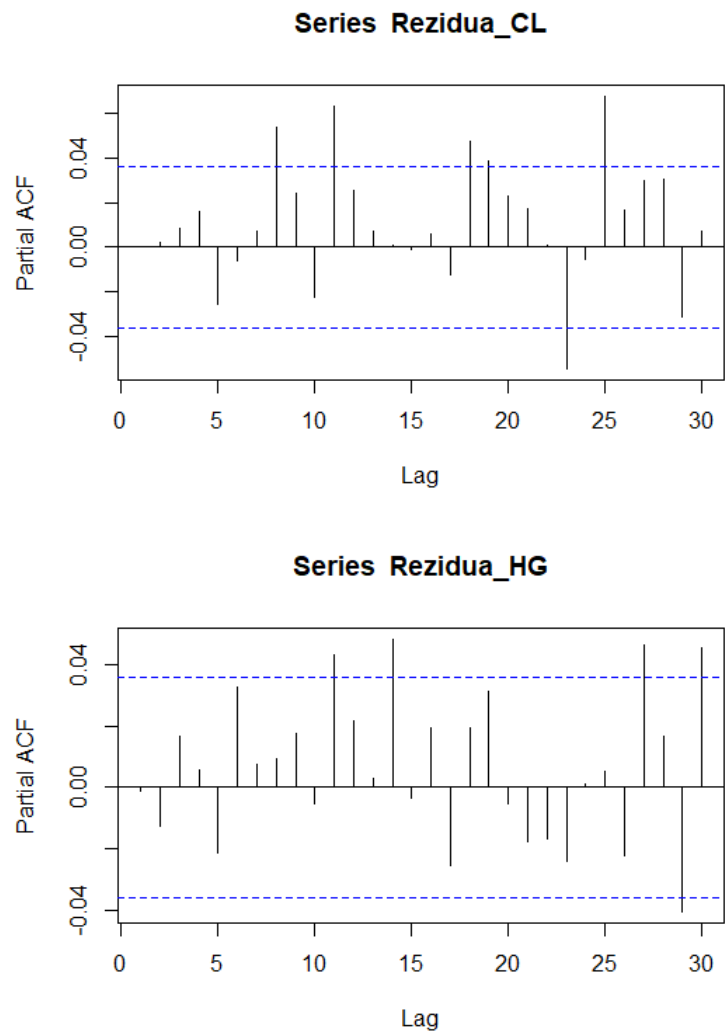 Series Rezidua_CL
Partial ACF
0.04
0.00
-0.04
0 5 10 15 20 25 30
Lag
Series Rezidua_HG
Partial ACF
0.04
0.00
-0.04
0 5 10 15 20 25 30
Lag